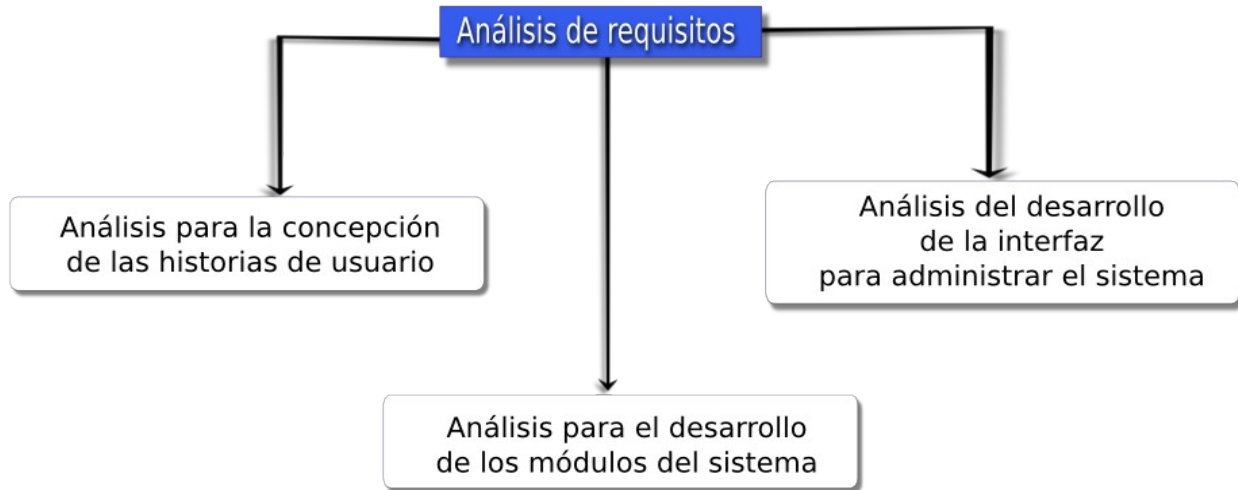 Análisis de requisitos
Análisis para la concepción
de las historias de usuario
Análisis del desarrollo
de la interfaz
para administrar el sistema
Análisis para el desarrollo
de los módulos del sistema